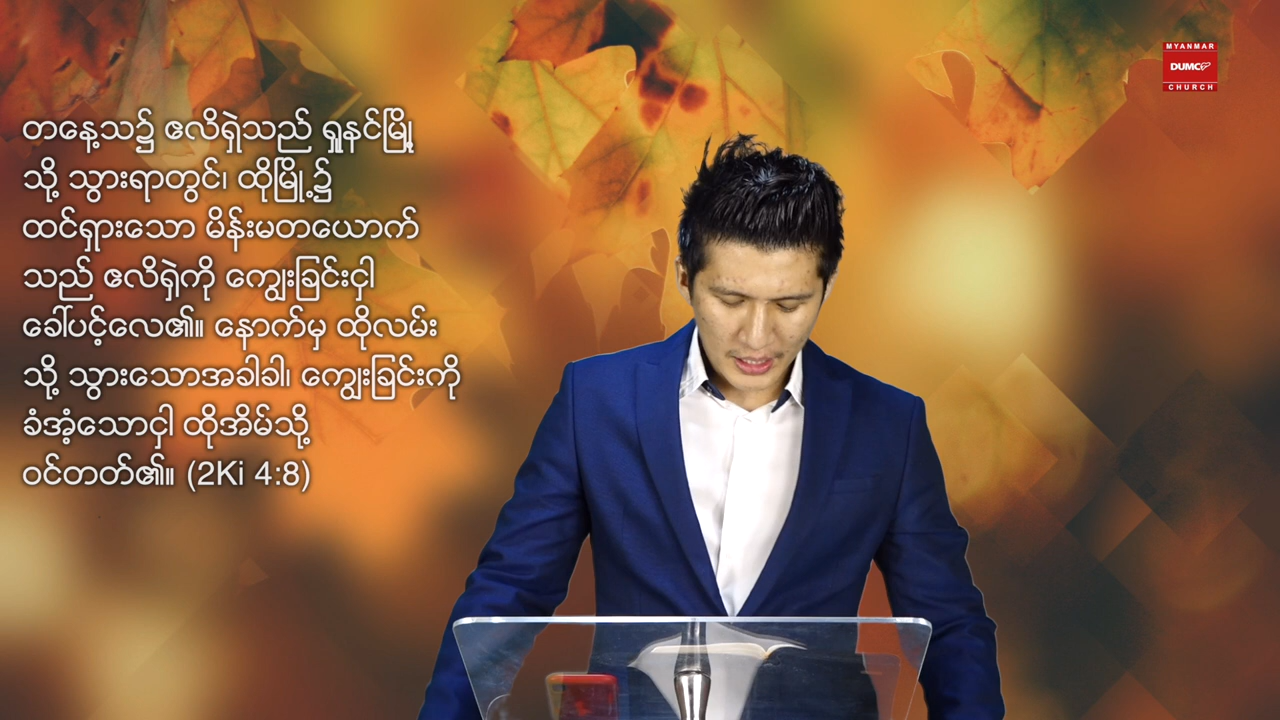 တနေ့သ၌ ဧလိရှဲသည် ရှူနင်မြို့
သို့ သွားရာတွင်၊ ထိုမြို့၌
ထင်ရှားသော မိန်းမတယောက်
သည် ဧလိရှဲကို ကျွေးခြင်းငှါ
ခေါ်ပင့်လေ၏။ နောက်မှ ထိုလမ်း
သို့ သွားသောအခါခါ၊ ကျွေးခြင်းကို
ခံအံ့သောငှါ ထိုအိမ်သို့
ဝင်တတ်၏။ (2Ki 4:8)
MYANMAR
DUMC
CHURCH